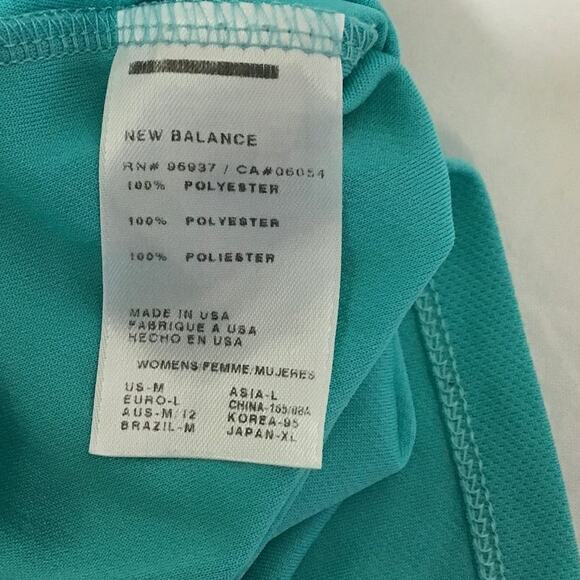 NEW BALANCE
RN# 96937 / CA#06054
100% POLYESTER
100% POLYESTER
100% POLIESTER
MADE IN USA
FABRIQUE A USA
HECHO EN USA
WOMENS/FEMME/MUJERES
US-M ASIA-L
EURO-L CHINA-165/88A
AUS-M/12 KOREA-95
BRAZIL-M JAPAN-XL